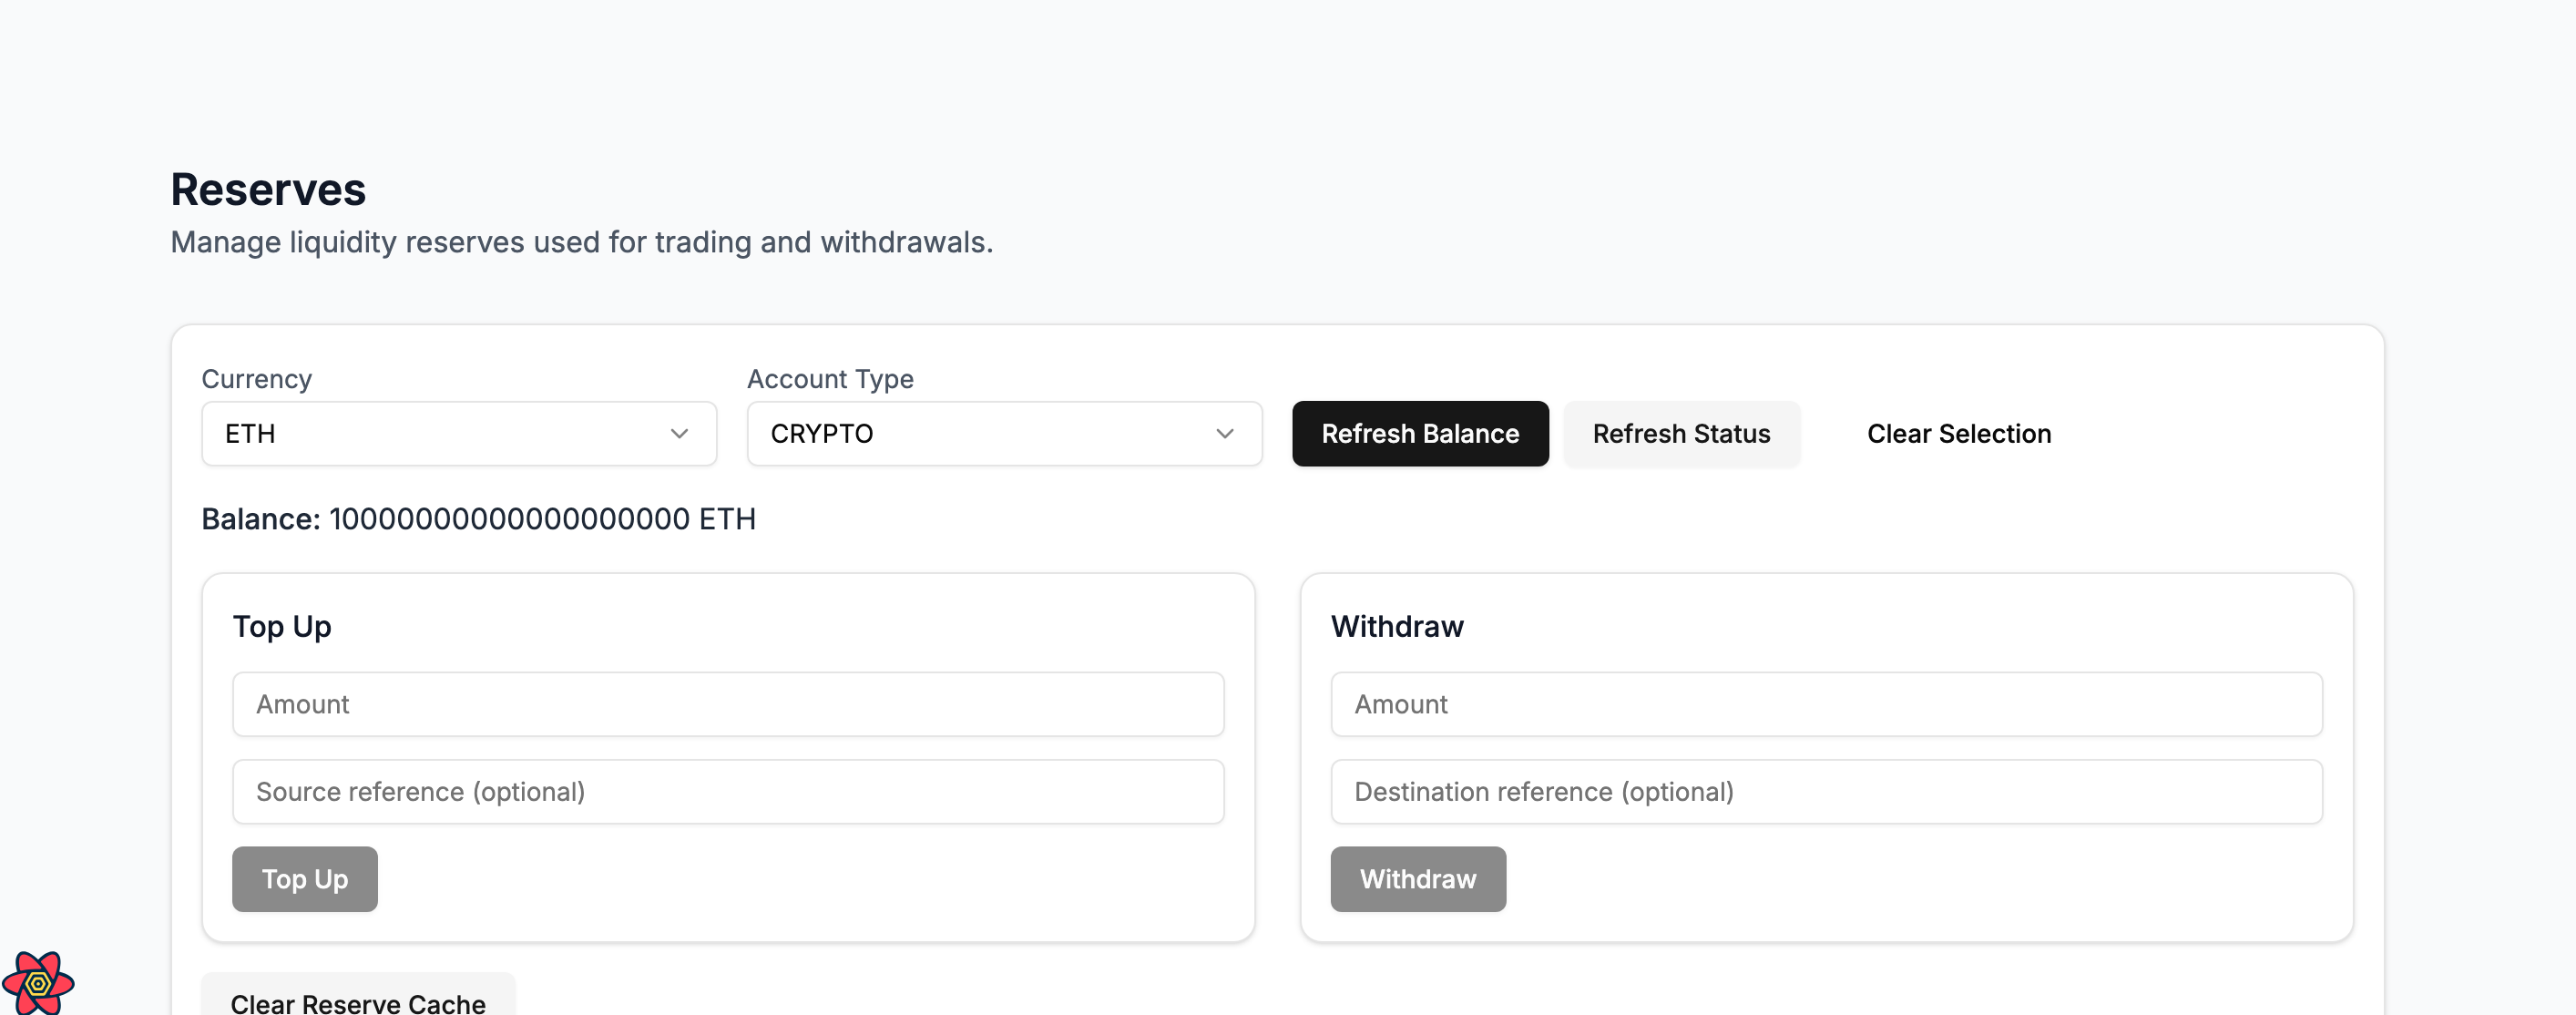 Reserves
Manage liquidity reserves used for trading and withdrawals.
Currency
Account Type
ETH
CRYPTO
Refresh Balance
Refresh Status
Clear Selection
Balance: 10000000000000000000 ETH
Top Up
Amount
Source reference (optional)
Top Up
Withdraw
Amount
Destination reference (optional)
Withdraw
Clear Reserve Cache